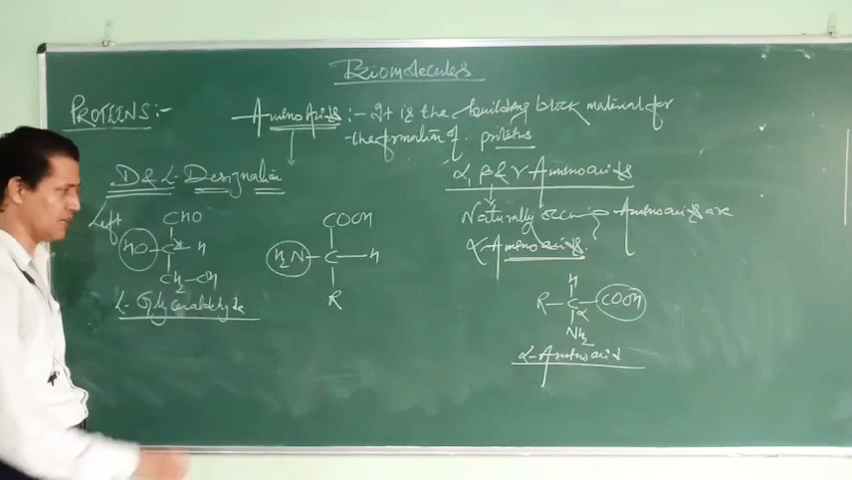 Biomolecules
PROTEINS:-
Amino Acids :- It is the building block material for
the formation of proteins
D & L-Designation
α, β & γ Amino acids
Left
Naturally occuring Amino acids are
α-Amino acids.
CHO
HO-C-H
CH2-OH
L-Glyceraldehyde
COOH
H2N-C-H
R
H
R-C-COOH
α
NH2
α-Amino acid